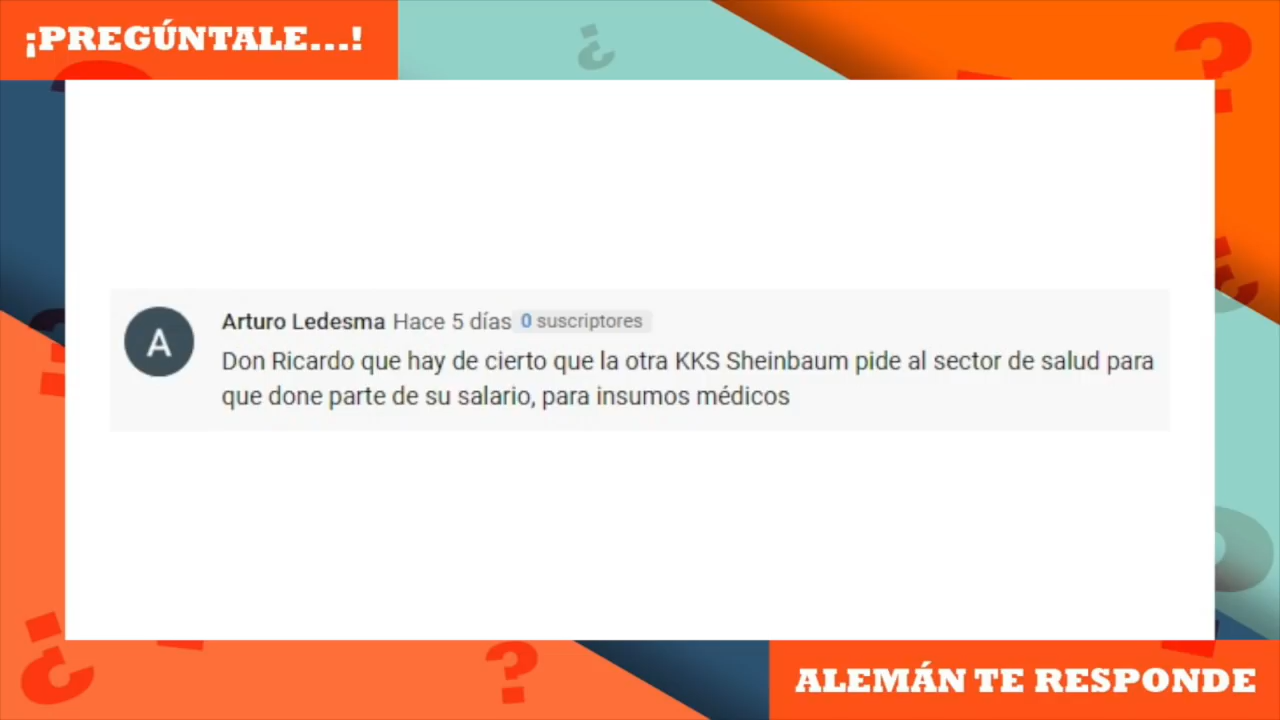 ¡PREGÚNTALE...!
A
Arturo Ledesma Hace 5 días 0 suscriptores
Don Ricardo que hay de cierto que la otra KKS Sheinbaum pide al sector de salud para
que done parte de su salario, para insumos médicos
ALEMÁN TE RESPONDE